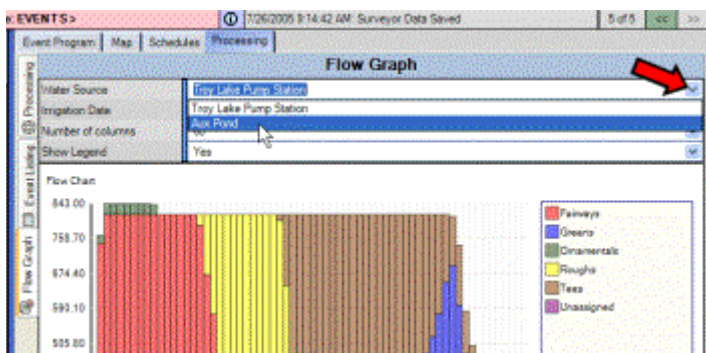 EVENTS> 7/26/2005 9:14:42 AM: Surveyor Data Saved 5 of 5 << >>
Event Program Map Schedules Processing
Flow Graph
Water Source Troy Lake Pump Station
Irrigation Date Troy Lake Pump Station
Aux Pond
Number of columns
Show Legend Yes
Processing
Event Listing
Flow Graph
Flow Chart
843.00
758.70
674.40
590.10
505.80
Fairways
Greens
Ornamentals
Roughs
Tees
Unassigned